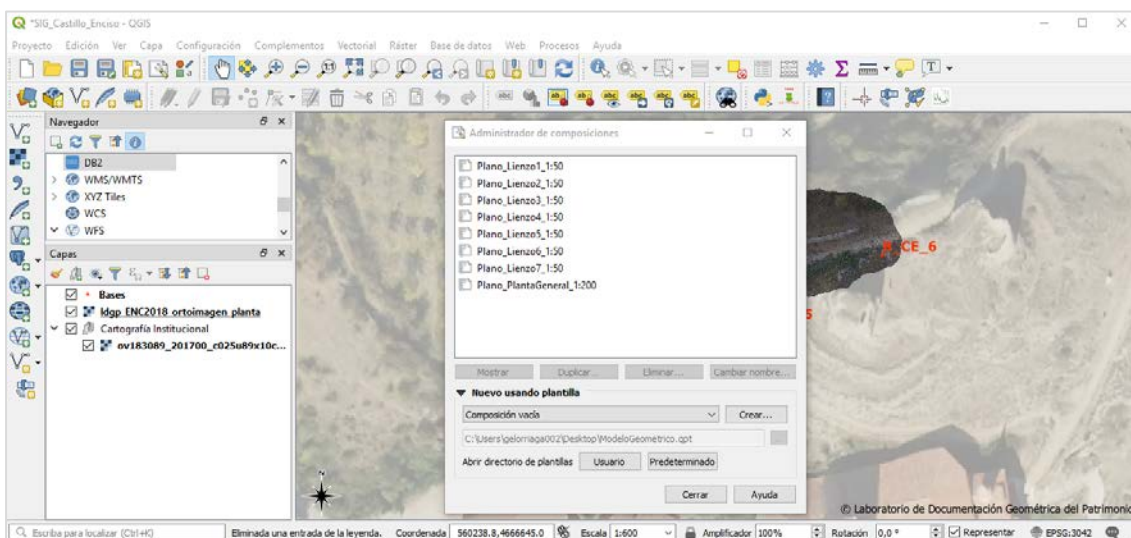 *SIG_Castillo_Enciso - QGIS
Proyecto Edición Ver Capa Configuración Complementos Vectorial Ráster Base de datos Web Procesos Ayuda
Navegador
DB2
WMS/WMTS
XYZ Tiles
WCS
WFS
Capas
Bases
ldgp_ENC2018_ortoimagen_planta
Cartografía Institucional
ov183089_201700_c025u89x10c...
Administrador de composiciones
Plano_Lienzo1_1:50
Plano_Lienzo2_1:50
Plano_Lienzo3_1:50
Plano_Lienzo4_1:50
Plano_Lienzo5_1:50
Plano_Lienzo6_1:50
Plano_Lienzo7_1:50
Plano_PlantaGeneral_1:200
Mostrar Duplicar... Eliminar... Cambiar nombre...
Nuevo usando plantilla
Composición vacía Crear...
C:\Users\gelorriaga002\Desktop\ModeloGeometrico.qpt
Abrir directorio de plantillas Usuario Predeterminado
Cerrar Ayuda
CE_6
5
© Laboratorio de Documentación Geométrica del Patrimonio
Escriba para localizar (Ctrl+K) Eliminada una entrada de la leyenda. Coordenada 560238.8,4666645.0 Escala 1:600 Amplificador 100% Rotación 0,0 ° Representar EPSG:3042